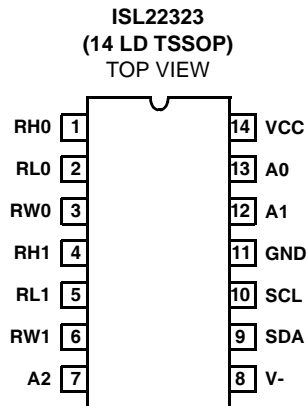 ISL22323
(14 LD TSSOP)
TOP VIEW
RH0 1 14 VCC
RL0 2 13 A0
RW0 3 12 A1
RH1 4 11 GND
RL1 5 10 SCL
RW1 6 9 SDA
A2 7 8 V-